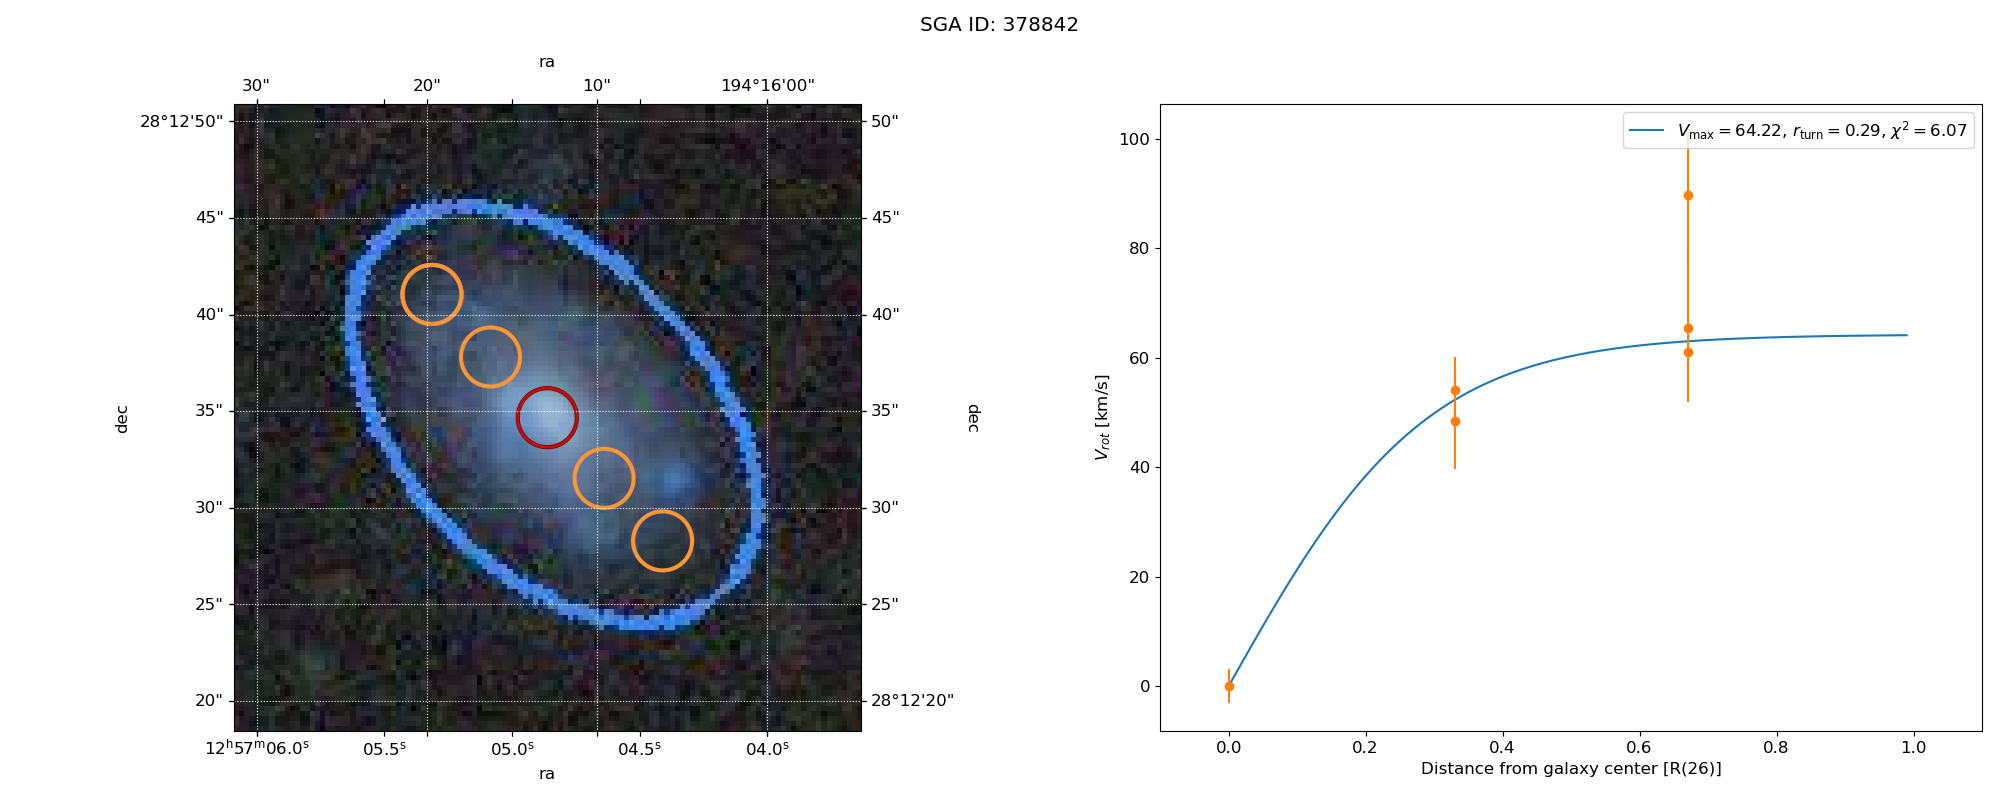 SGA ID: 378842
ra
30" 20" 10" 194°16'00"
28°12'50" 50"
45" 45"
40" 40"
35" 35"
30" 30"
25" 25"
20" 28°12'20"
dec
dec
12ʰ57ᵐ06.0ˢ 05.5ˢ 05.0ˢ 04.5ˢ 04.0ˢ
ra
V_max = 64.22, r_turn = 0.29, χ² = 6.07
100
80
60
40
20
0
V_rot [km/s]
0.0 0.2 0.4 0.6 0.8 1.0
Distance from galaxy center [R(26)]